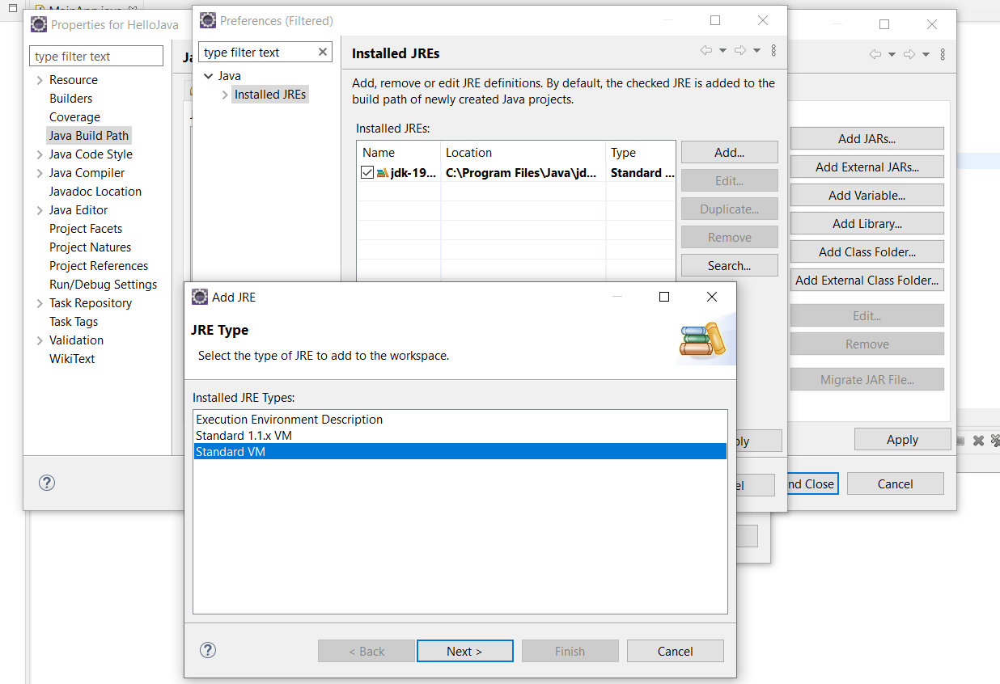 MainApp.java
Properties for HelloJava
type filter text
Resource
Builders
Coverage
Java Build Path
Java Code Style
Java Compiler
Javadoc Location
Java Editor
Project Facets
Project Natures
Project References
Run/Debug Settings
Task Repository
Task Tags
Validation
WikiText
Preferences (Filtered)
type filter text
Java
Installed JREs
Installed JREs
Add, remove or edit JRE definitions. By default, the checked JRE is added to the
build path of newly created Java projects.
Installed JREs:
Name Location Type
jdk-19... C:\Program Files\Java\jd... Standard ...
Add...
Edit...
Duplicate...
Remove
Search...
Add JARs...
Add External JARs...
Add Variable...
Add Library...
Add Class Folder...
Add External Class Folder...
Edit...
Remove
Migrate JAR File...
Apply
nd Close
Cancel
Add JRE
JRE Type
Select the type of JRE to add to the workspace.
Installed JRE Types:
Execution Environment Description
Standard 1.1.x VM
Standard VM
< Back
Next >
Finish
Cancel